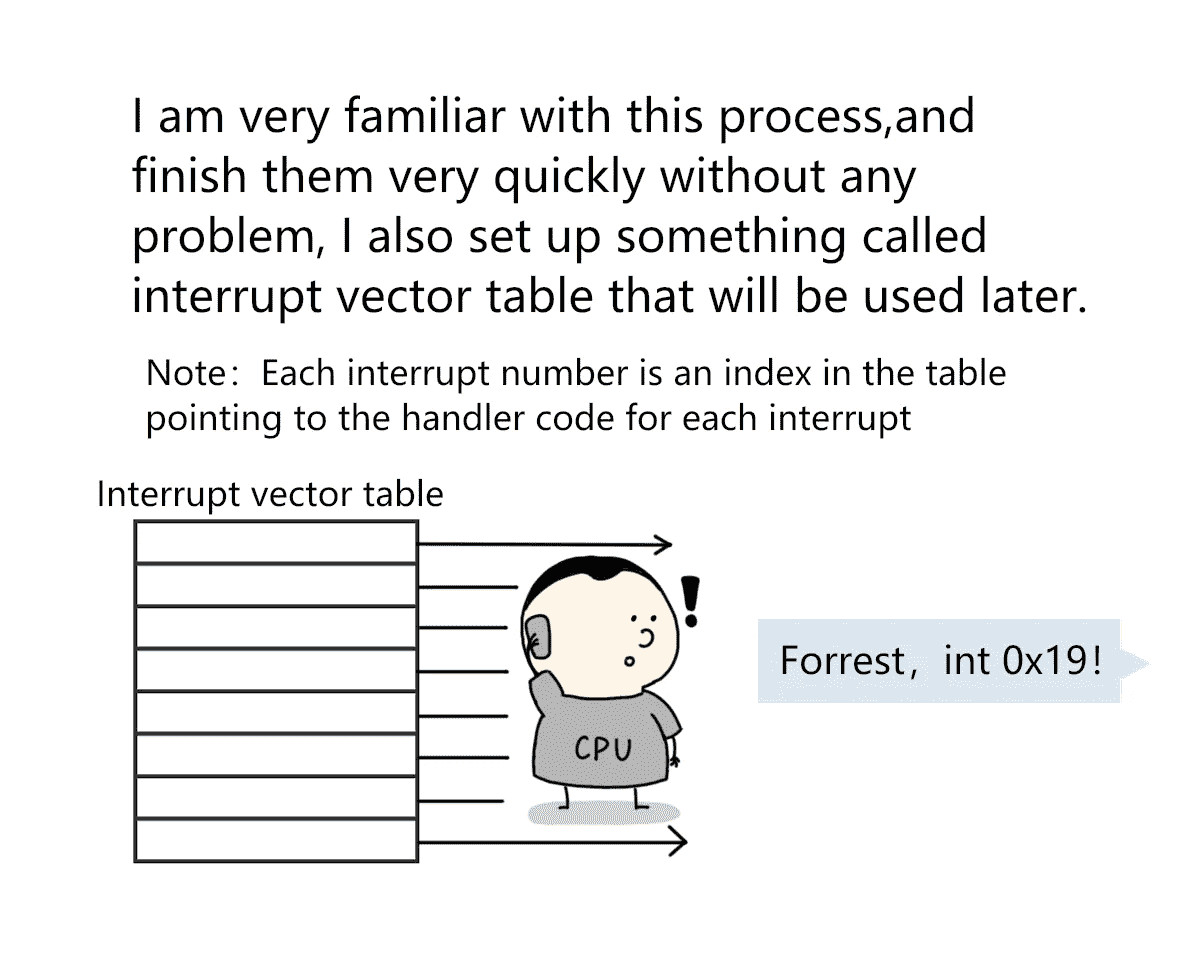 I am very familiar with this process,and
finish them very quickly without any
problem, I also set up something called
interrupt vector table that will be used later.
Note：Each interrupt number is an index in the table
pointing to the handler code for each interrupt
Interrupt vector table
!
Forrest，int 0x19!
CPU